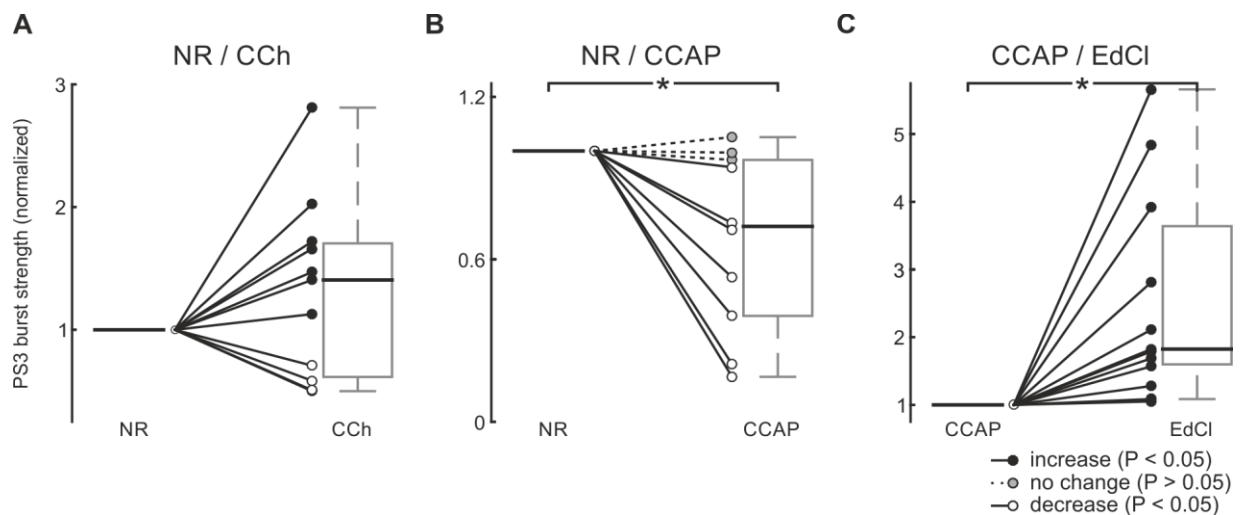 A
NR / CCh
PS3 burst strength (normalized)
3
2
1
NR
CCh
B
NR / CCAP
*
1.2
0.6
0
NR
CCAP
C
CCAP / EdCl
*
5
4
3
2
1
CCAP
EdCl
increase (P < 0.05)
no change (P > 0.05)
decrease (P < 0.05)